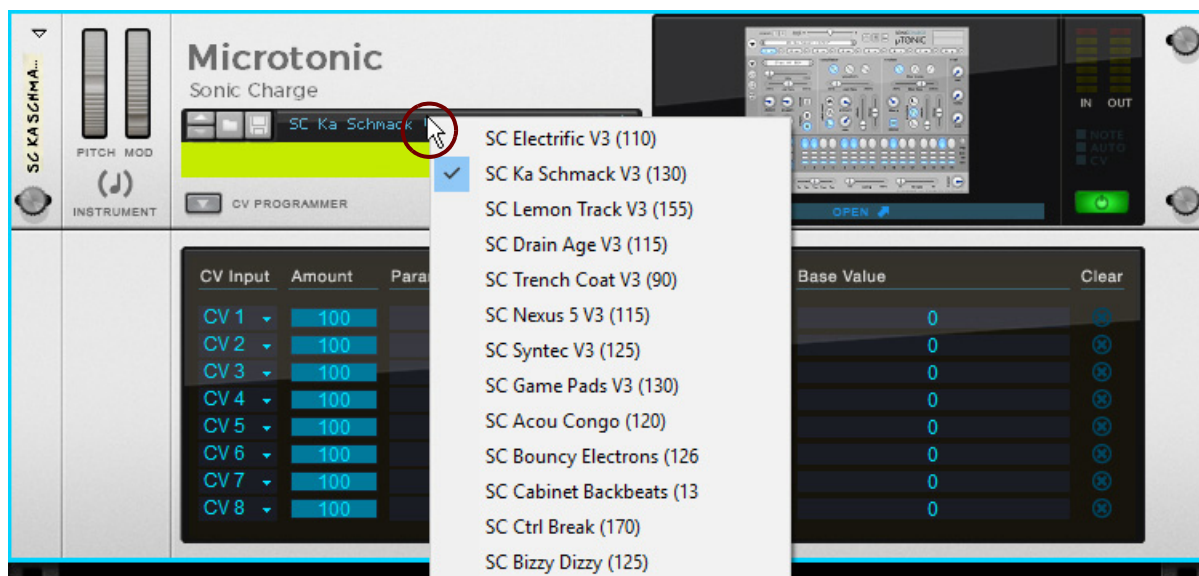 SC KA SCHMA...
PITCH MOD
INSTRUMENT
Microtonic
Sonic Charge
SC Ka Schmack
CV PROGRAMMER
µTONIC
OPEN
IN OUT
NOTE
AUTO
CV
SC Electrific V3 (110)
SC Ka Schmack V3 (130)
SC Lemon Track V3 (155)
SC Drain Age V3 (115)
SC Trench Coat V3 (90)
SC Nexus 5 V3 (115)
SC Syntec V3 (125)
SC Game Pads V3 (130)
SC Acou Congo (120)
SC Bouncy Electrons (126
SC Cabinet Backbeats (13
SC Ctrl Break (170)
SC Bizzy Dizzy (125)
CV Input Amount Para Base Value Clear
CV 1 100 0
CV 2 100 0
CV 3 100 0
CV 4 100 0
CV 5 100 0
CV 6 100 0
CV 7 100 0
CV 8 100 0